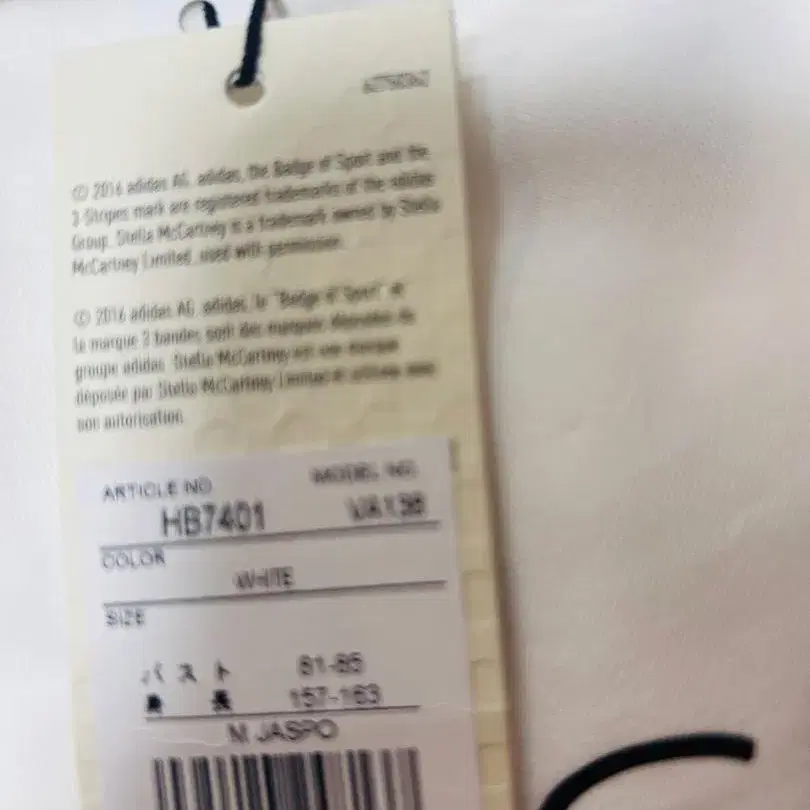 © 2016 adidas AG. adidas, the Badge of Sport and the
3-Stripes mark are registered trademarks of the adidas
Group. Stella McCartney is a trademark owned by Stella
McCartney Limited, used with permission.
© 2016 adidas AG. adidas, le "Badge of Sport" et
la marque 3 bandes sont des marques déposées du
groupe adidas. Stella McCartney est une marque
déposée par Stella McCartney Limited et utilisée avec
son autorisation.
ARTICLE NO MODEL NO
HB7401
COLOR
WHITE
SIZE
バスト 81-85
身 長 157-163
M JASPO